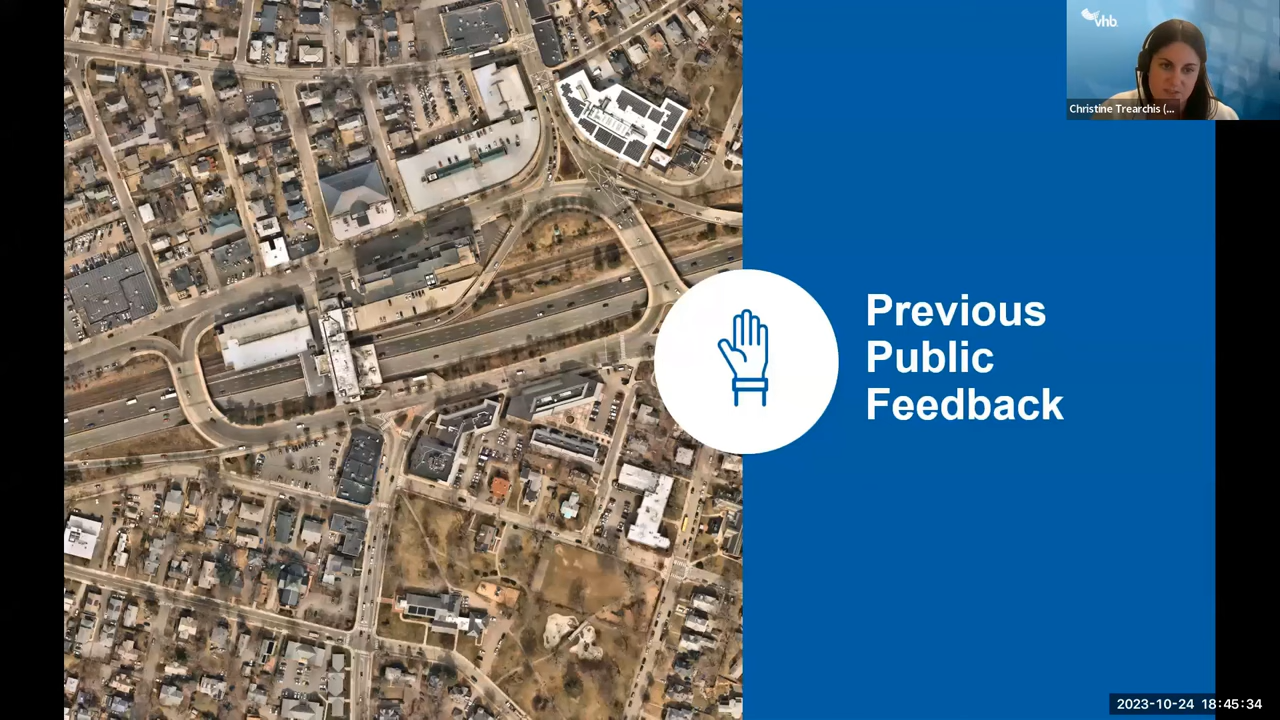 vhb
Christine Trearchis (...
Previous
Public
Feedback
2023-10-24 18:45:34